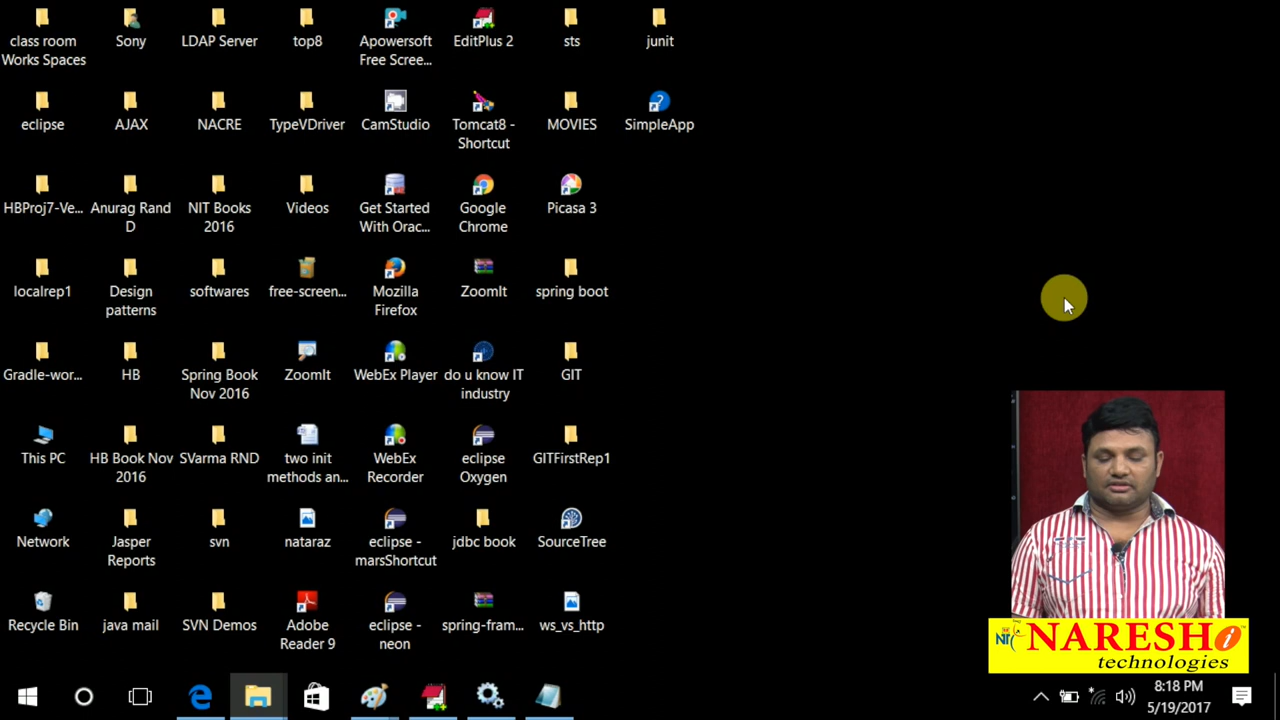 class room
Works Spaces
Sony
LDAP Server
top8
Apowersoft
Free Scree...
EditPlus 2
sts
junit
eclipse
AJAX
NACRE
TypeVDriver
CamStudio
Tomcat8 -
Shortcut
MOVIES
SimpleApp
HBProj7-Ve...
Anurag Rand
D
NIT Books
2016
Videos
Get Started
With Orac...
Google
Chrome
Picasa 3
localrep1
Design
patterns
softwares
free-screen...
Mozilla
Firefox
ZoomIt
spring boot
Gradle-wor...
HB
Spring Book
Nov 2016
ZoomIt
WebEx Player
do u know IT
industry
GIT
This PC
HB Book Nov
2016
SVarma RND
two init
methods an...
WebEx
Recorder
eclipse
Oxygen
GITFirstRep1
Network
Jasper
Reports
svn
nataraz
eclipse -
marsShortcut
jdbc book
SourceTree
Recycle Bin
java mail
SVN Demos
Adobe
Reader 9
eclipse -
neon
spring-fram...
ws_vs_http
NARESH i
technologies
8:18 PM
5/19/2017